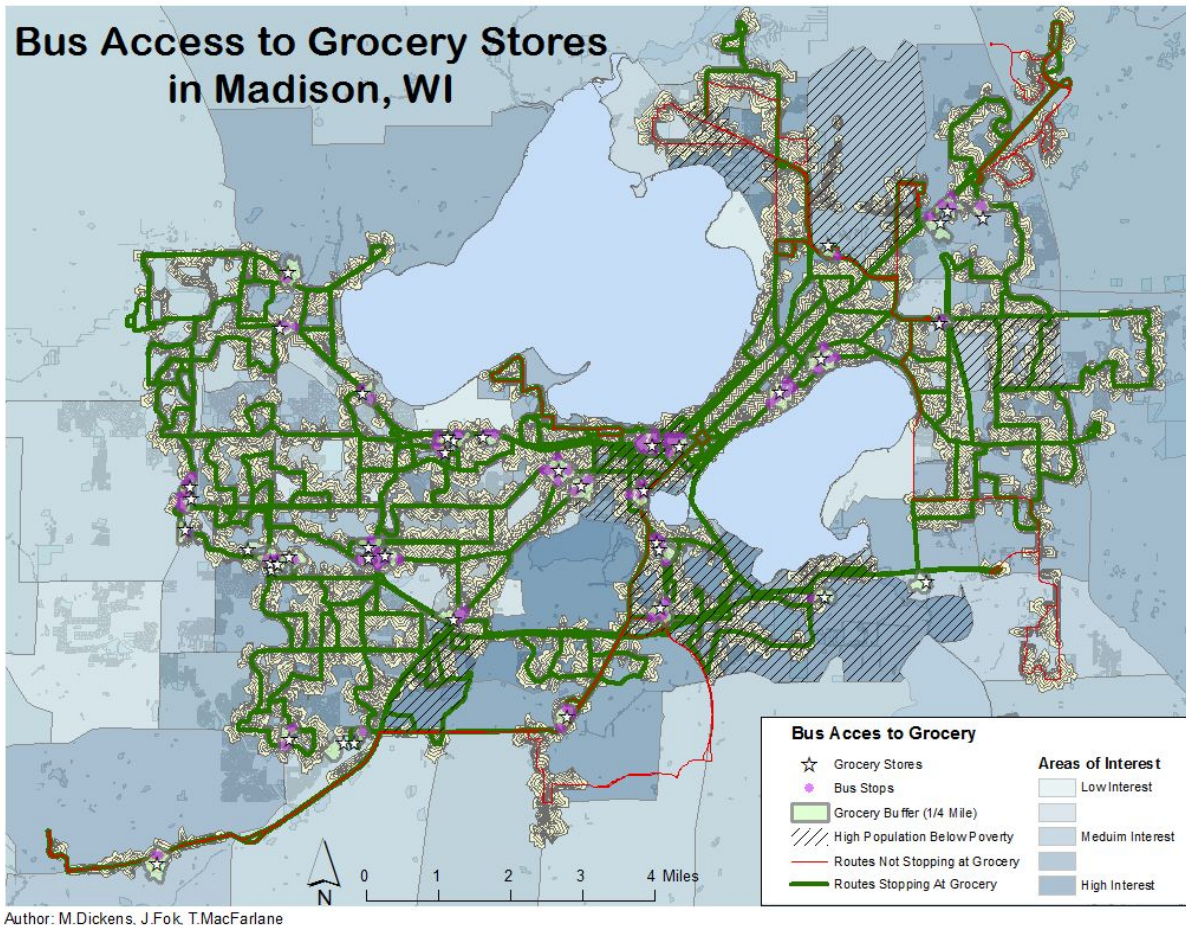 Bus Access to Grocery Stores
in Madison, WI
Bus Acces to Grocery
Grocery Stores
Bus Stops
Grocery Buffer (1/4 Mile)
High Population Below Poverty
Routes Not Stopping at Grocery
Routes Stopping At Grocery
Areas of Interest
Low Interest
Meduim Interest
High Interest
N
0 1 2 3 4 Miles
Author: M.Dickens, J.Fok, T.MacFarlane